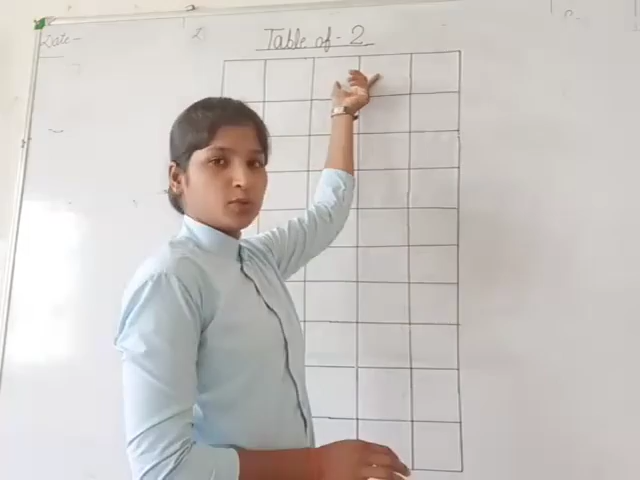 Table of - 2
Date -